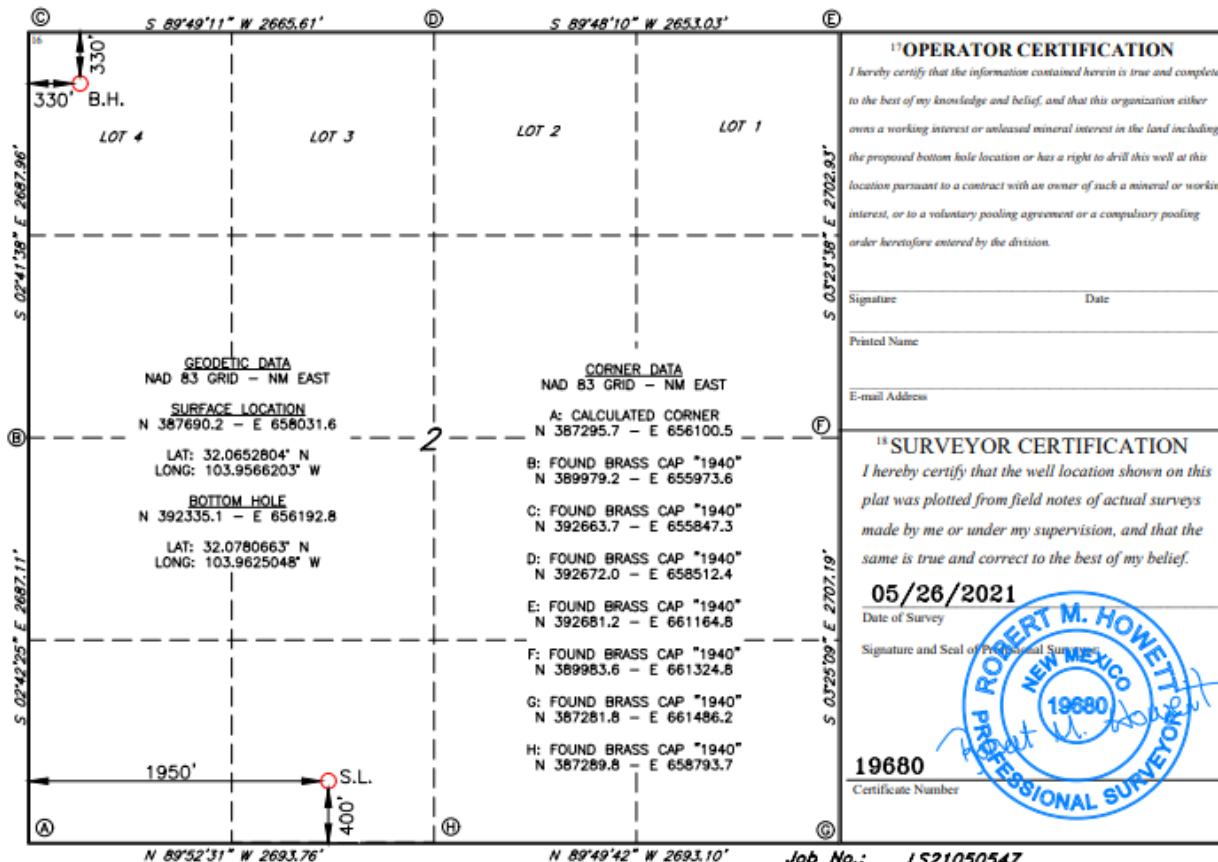 Ⓒ S 89°49'11" W 2665.61' Ⓓ S 89°48'10" W 2653.03' Ⓔ
16
330'
330' B.H.
LOT 4 LOT 3 LOT 2 LOT 1
S 02°41'38" E 2687.96'
S 03°23'38" E 2702.93'
GEODETIC DATA
NAD 83 GRID – NM EAST
SURFACE LOCATION
N 387690.2 – E 658031.6
LAT: 32.0652804° N
LONG: 103.9566203° W
BOTTOM HOLE
N 392335.1 – E 656192.8
LAT: 32.0780663° N
LONG: 103.9625048° W
Ⓑ
2
Ⓕ
CORNER DATA
NAD 83 GRID – NM EAST
A: CALCULATED CORNER
N 387295.7 – E 656100.5
B: FOUND BRASS CAP "1940"
N 389979.2 – E 655973.6
C: FOUND BRASS CAP "1940"
N 392663.7 – E 655847.3
D: FOUND BRASS CAP "1940"
N 392672.0 – E 658512.4
E: FOUND BRASS CAP "1940"
N 392681.2 – E 661164.8
F: FOUND BRASS CAP "1940"
N 389983.6 – E 661324.8
G: FOUND BRASS CAP "1940"
N 387281.8 – E 661486.2
H: FOUND BRASS CAP "1940"
N 387289.8 – E 658793.7
S 02°42'25" E 2687.11'
S 03°25'09" E 2707.19'
1950' S.L.
400'
Ⓐ Ⓗ Ⓖ
N 89°52'31" W 2693.76' N 89°49'42" W 2693.10' Job No.: LS21050547
17 OPERATOR CERTIFICATION
I hereby certify that the information contained herein is true and complete
to the best of my knowledge and belief, and that this organization either
owns a working interest or unleased mineral interest in the land including
the proposed bottom hole location or has a right to drill this well at this
location pursuant to a contract with an owner of such a mineral or workin
interest, or to a voluntary pooling agreement or a compulsory pooling
order heretofore entered by the division.
Signature Date
Printed Name
E-mail Address
18 SURVEYOR CERTIFICATION
I hereby certify that the well location shown on this
plat was plotted from field notes of actual surveys
made by me or under my supervision, and that the
same is true and correct to the best of my belief.
05/26/2021
Date of Survey
Signature and Seal of Professional Surveyor:
ROBERT M. HOWETT
NEW MEXICO
19680
PROFESSIONAL SURVEYOR
Robert M. Howett
19680
Certificate Number